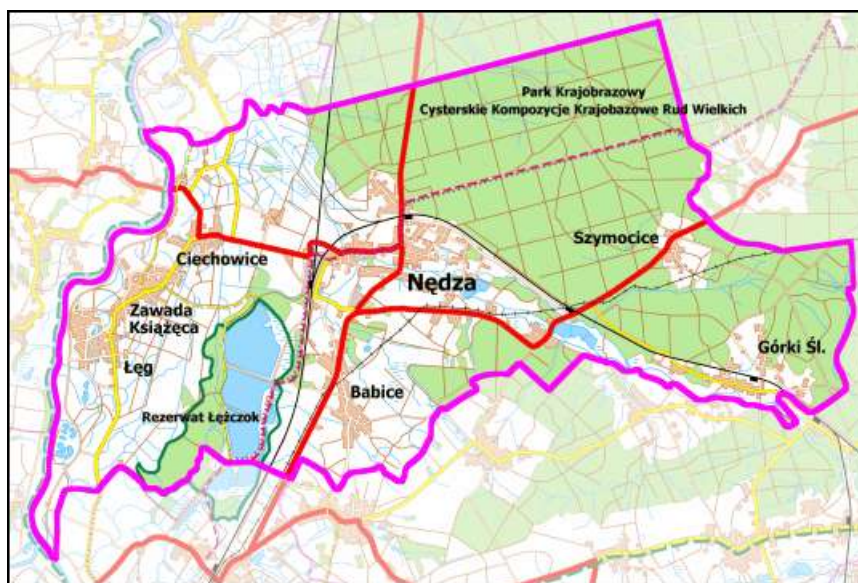 Park Krajobrazowy
Cysterskie Kompozycje Krajobazowe Rud Wielkich
Szymocice
Ciechowice
Nędza
Zawada
Książęca
Górki Śl.
Łęg
Babice
Rezerwat Łężczok